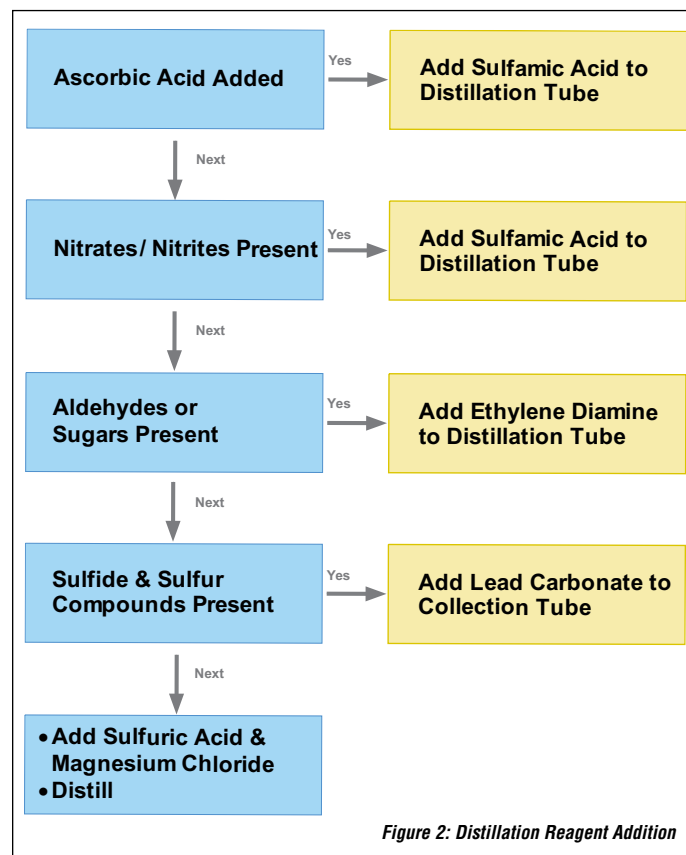 Ascorbic Acid Added
Yes
Add Sulfamic Acid to
Distillation Tube
Next
Nitrates/ Nitrites Present
Yes
Add Sulfamic Acid to
Distillation Tube
Next
Aldehydes or
Sugars Present
Yes
Add Ethylene Diamine
to Distillation Tube
Next
Sulfide & Sulfur
Compounds Present
Yes
Add Lead Carbonate to
Collection Tube
Next
•Add Sulfuric Acid &
Magnesium Chloride
•Distill
Figure 2: Distillation Reagent Addition